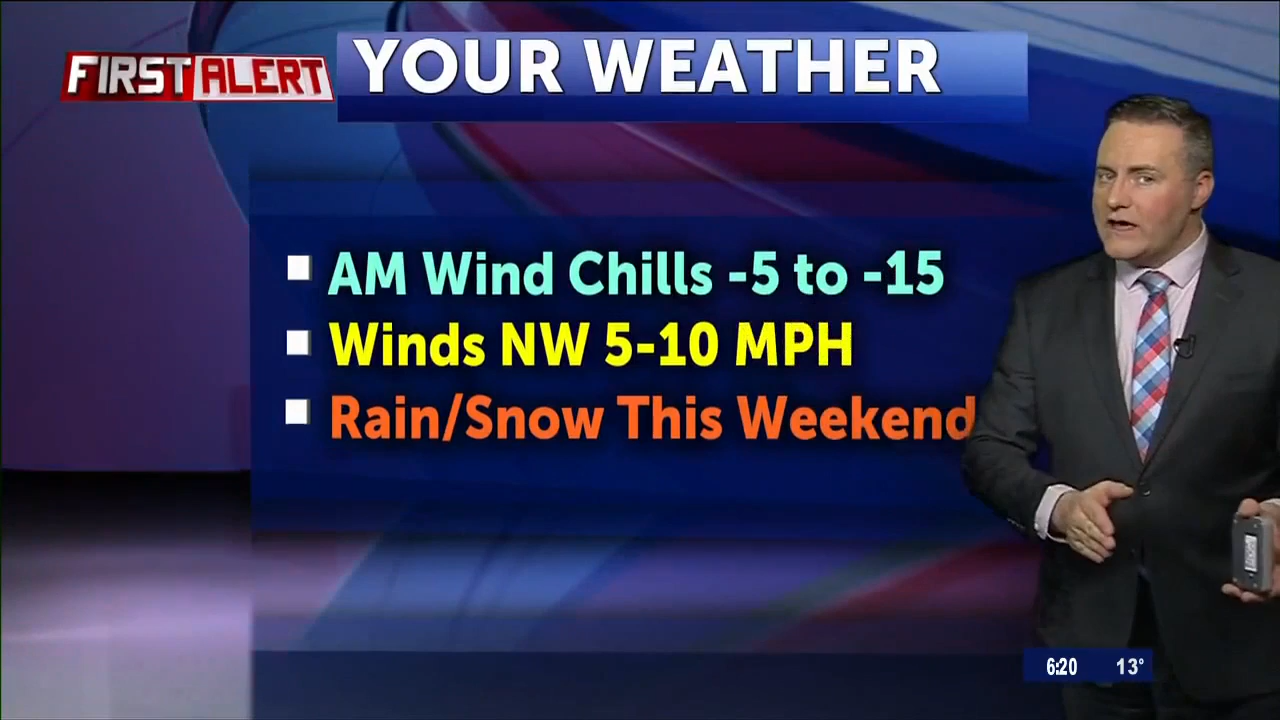 FIRST ALERT
YOUR WEATHER
AM Wind Chills -5 to -15
Winds NW 5-10 MPH
Rain/Snow This Weekend
6:20 13°